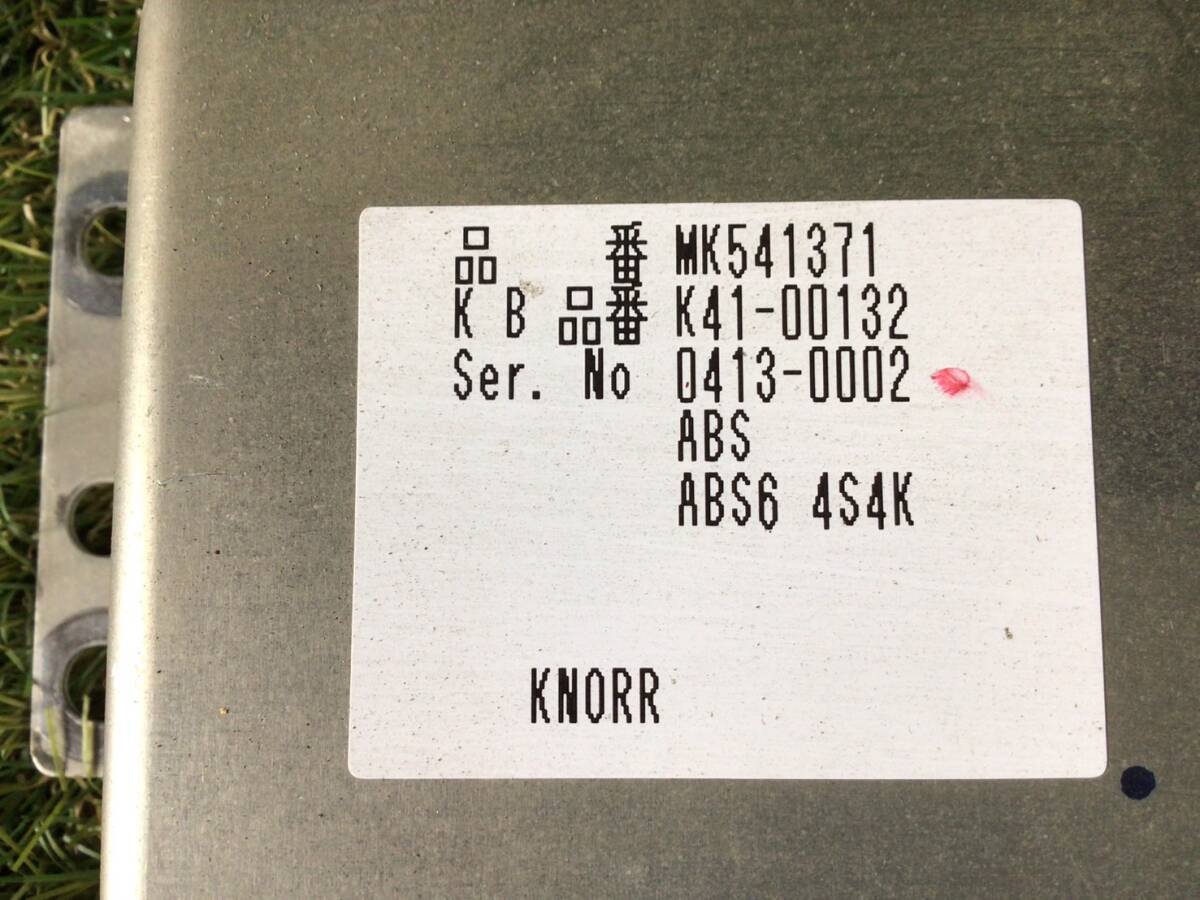 品 番 MK541371
K B 品番 K41-00132
Ser. No 0413-0002
ABS
ABS6 4S4K
KNORR